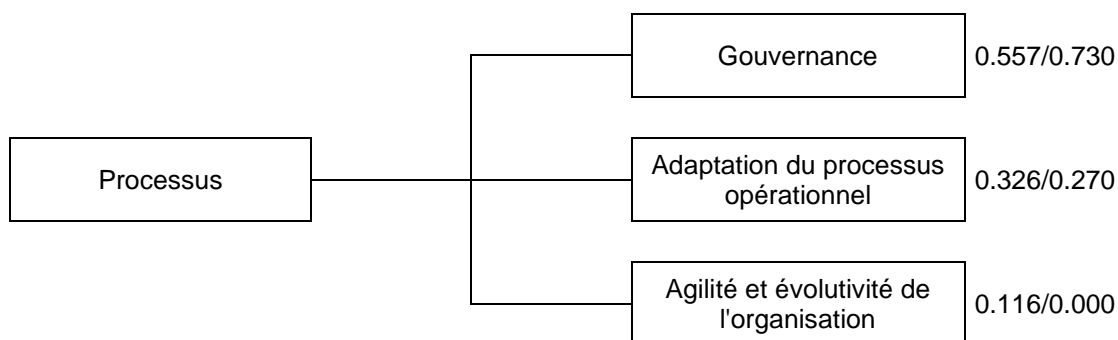 Gouvernance
0.557/0.730
Processus
Adaptation du processus
opérationnel
0.326/0.270
Agilité et évolutivité de
l'organisation
0.116/0.000